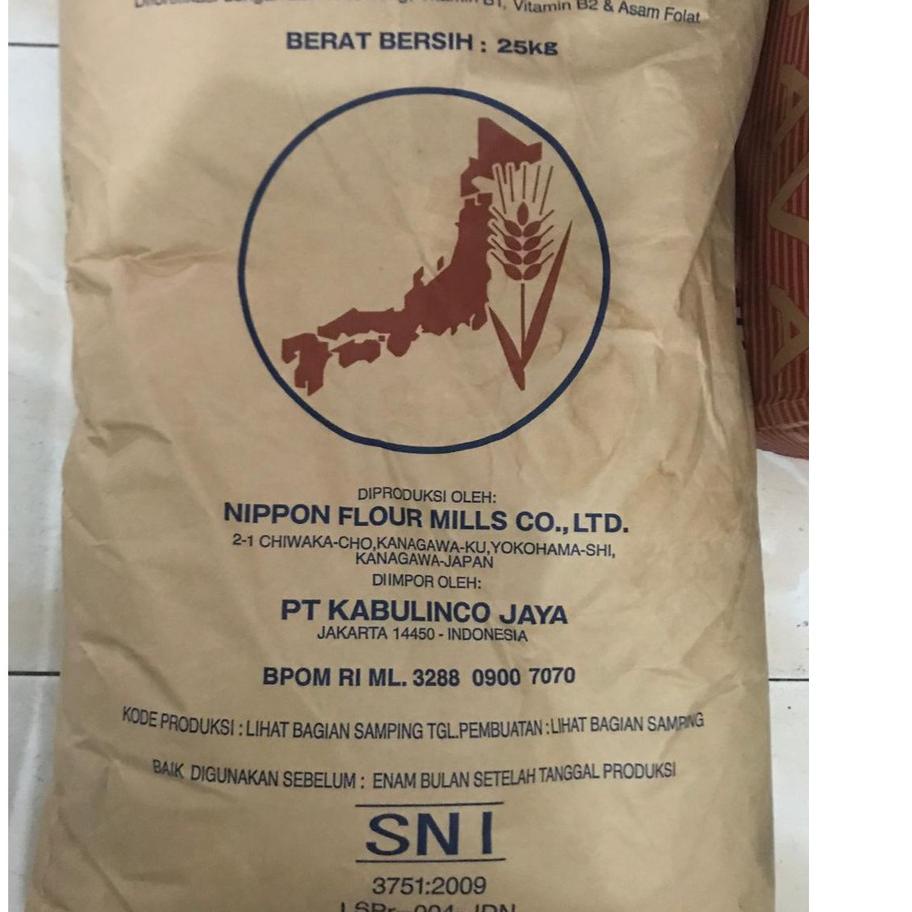 Vitamin B1, Vitamin B2 & Asam Folat
BERAT BERSIH : 25kg
DIPRODUKSI OLEH:
NIPPON FLOUR MILLS CO., LTD.
2-1 CHIWAKA-CHO,KANAGAWA-KU,YOKOHAMA-SHI,
KANAGAWA-JAPAN
DIIMPOR OLEH:
PT KABULINCO JAYA
JAKARTA 14450 - INDONESIA
BPOM RI ML. 3288 0900 7070
KODE PRODUKSI : LIHAT BAGIAN SAMPING TGL.PEMBUATAN : LIHAT BAGIAN SAMPING
BAIK DIGUNAKAN SEBELUM : ENAM BULAN SETELAH TANGGAL PRODUKSI
SNI
3751:2009